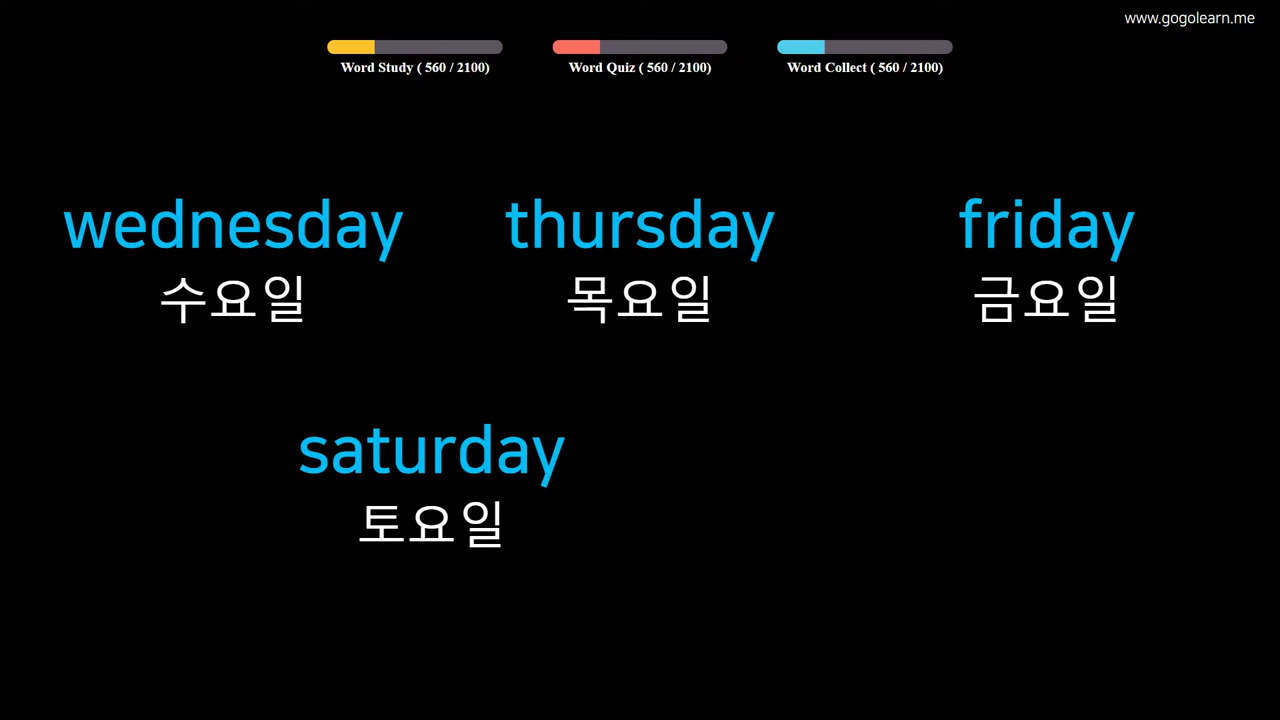 www.gogolearn.me
Word Study ( 560 / 2100) Word Quiz ( 560 / 2100) Word Collect ( 560 / 2100)
wednesday thursday friday
수요일 목요일 금요일
saturday
토요일